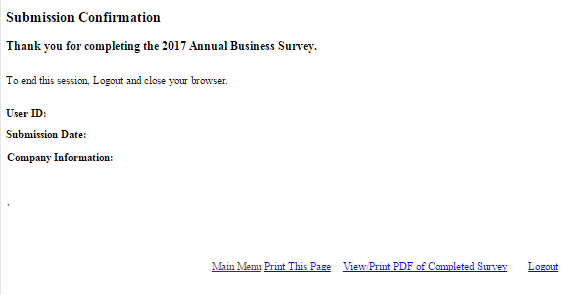 Submission Confirmation
Thank you for completing the 2017 Annual Business Survey.
To end this session, Logout and close your browser.
User ID:
Submission Date:
Company Information:
,
Main Menu Print This Page View/Print PDF of Completed Survey Logout